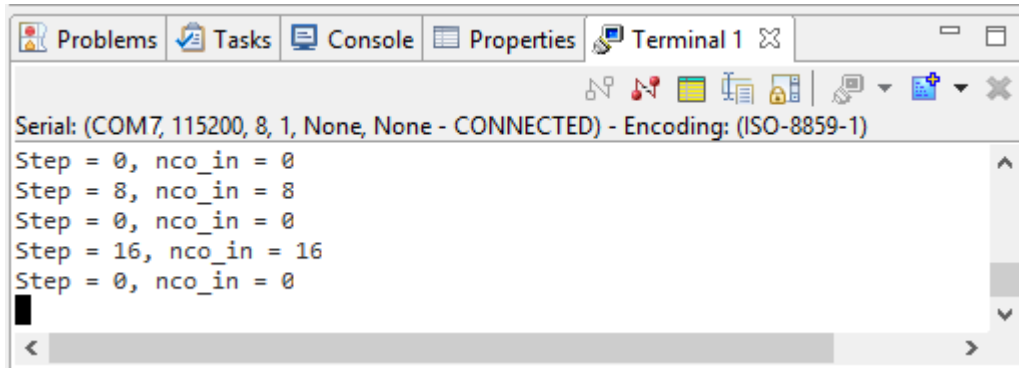 Problems Tasks Console Properties Terminal 1
Serial: (COM7, 115200, 8, 1, None, None - CONNECTED) - Encoding: (ISO-8859-1)
Step = 0, nco_in = 0
Step = 8, nco_in = 8
Step = 0, nco_in = 0
Step = 16, nco_in = 16
Step = 0, nco_in = 0